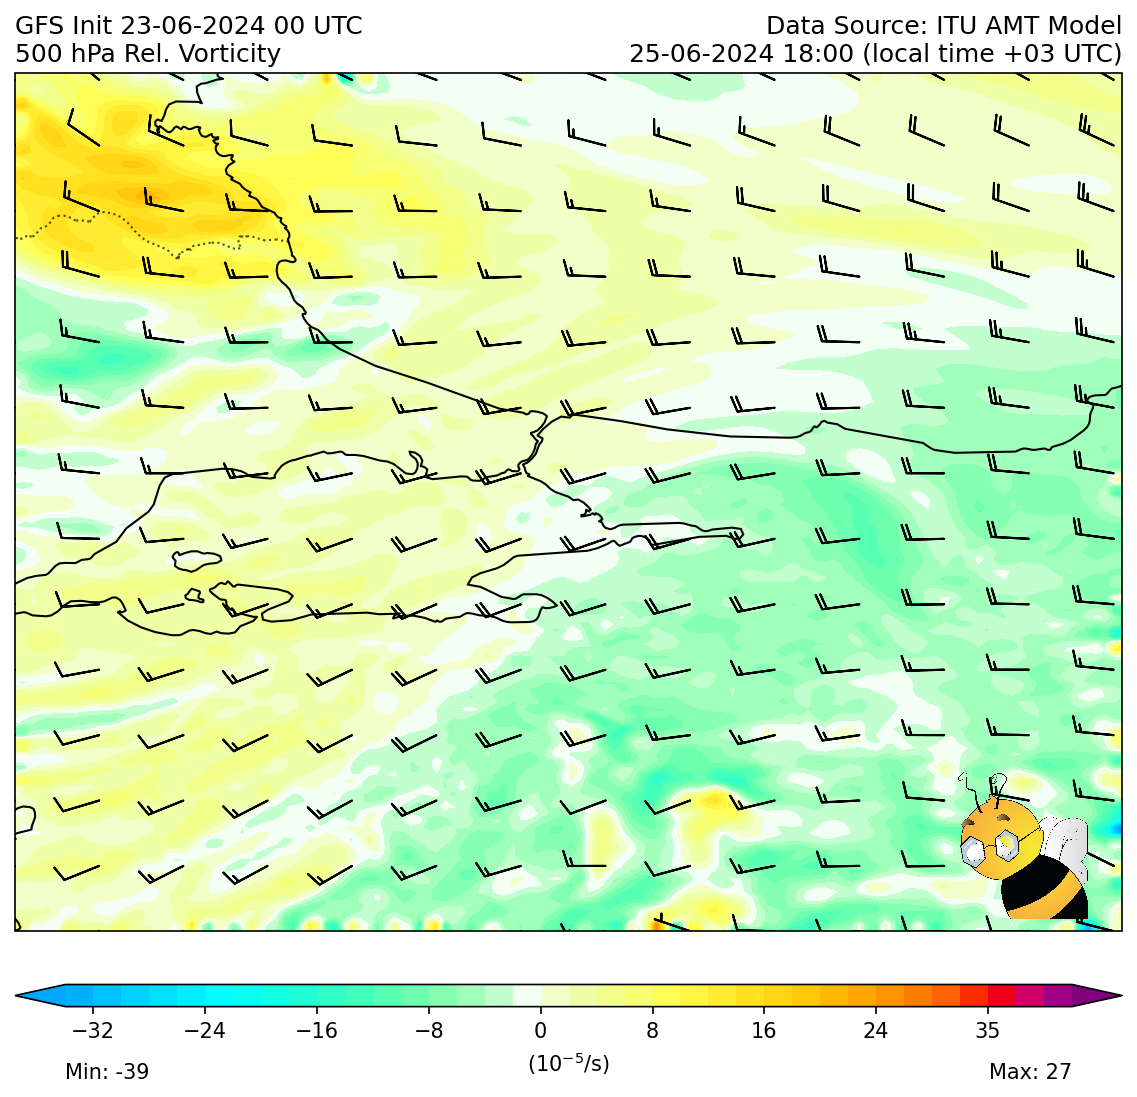 GFS Init 23-06-2024 00 UTC
Data Source: ITU AMT Model
500 hPa Rel. Vorticity
25-06-2024 18:00 (local time +03 UTC)
−32 −24 −16 −8 0 8 16 24 35
(10⁻⁵/s)
Min: -39
Max: 27